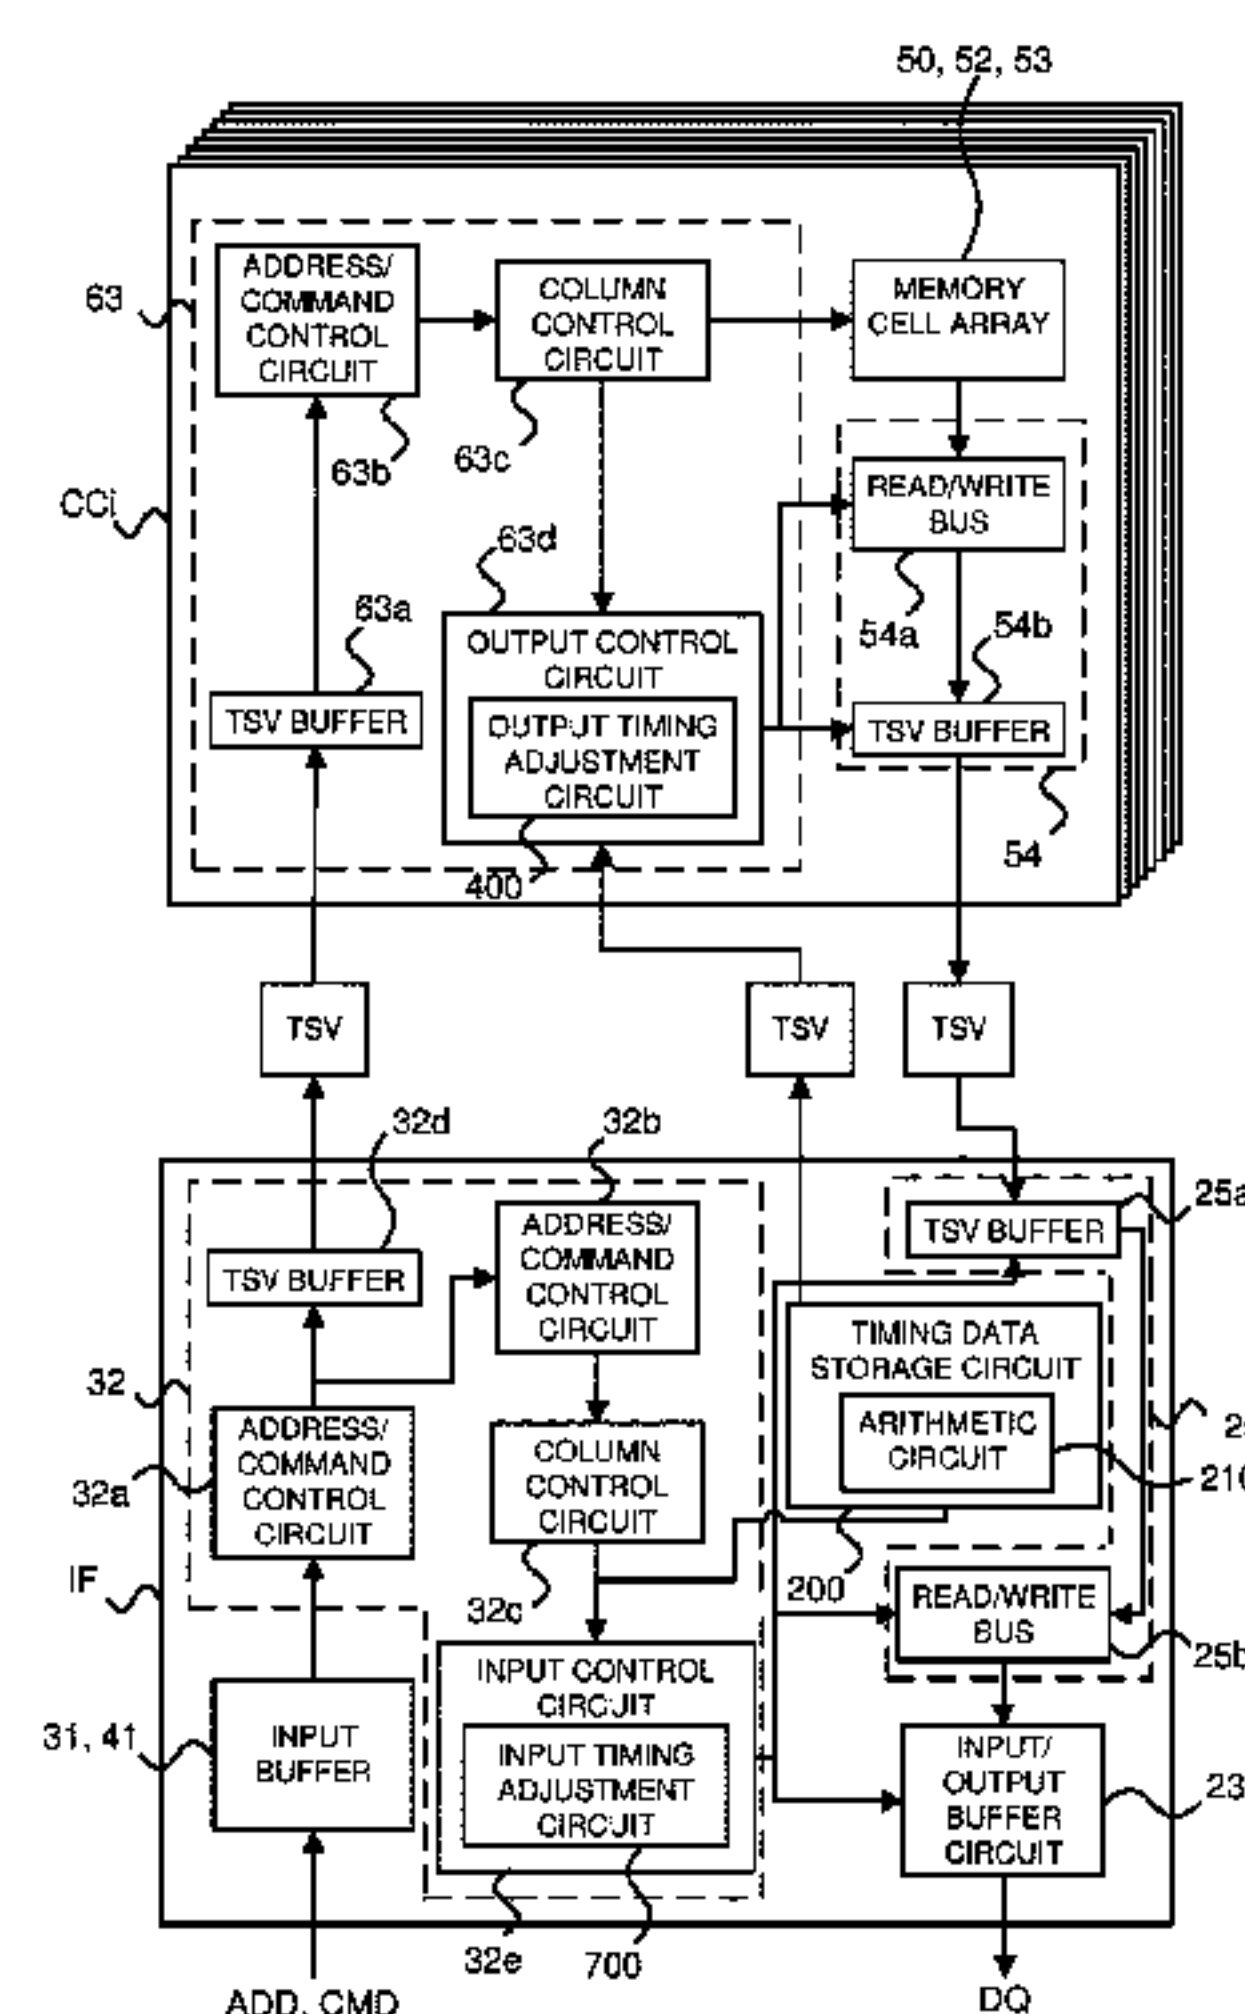 50, 52, 53
63
ADDRESS/
COMMAND
CONTROL
CIRCUIT
COLUMN
CONTROL
CIRCUIT
MEMORY
CELL ARRAY
63b
63c
CCi
READ/WRITE
BUS
63d
54a
54b
63a
OUTPUT CONTROL
CIRCUIT
TSV BUFFER
OUTPUT TIMING
ADJUSTMENT
CIRCUIT
TSV BUFFER
54
400
TSV
TSV
TSV
32d
32b
25a
TSV BUFFER
ADDRESS/
COMMAND
CONTROL
CIRCUIT
TSV BUFFER
TIMING DATA
STORAGE CIRCUIT
32
ADDRESS/
COMMAND
CONTROL
CIRCUIT
32a
COLUMN
CONTROL
CIRCUIT
ARITHMETIC
CIRCUIT
210
IF
32c
200
READ/WRITE
BUS
25b
INPUT CONTROL
CIRCUIT
31, 41
INPUT
BUFFER
INPUT TIMING
ADJUSTMENT
CIRCUIT
INPUT/
OUTPUT
BUFFER
CIRCUIT
23
32e
700
ADD, CMD
DQ